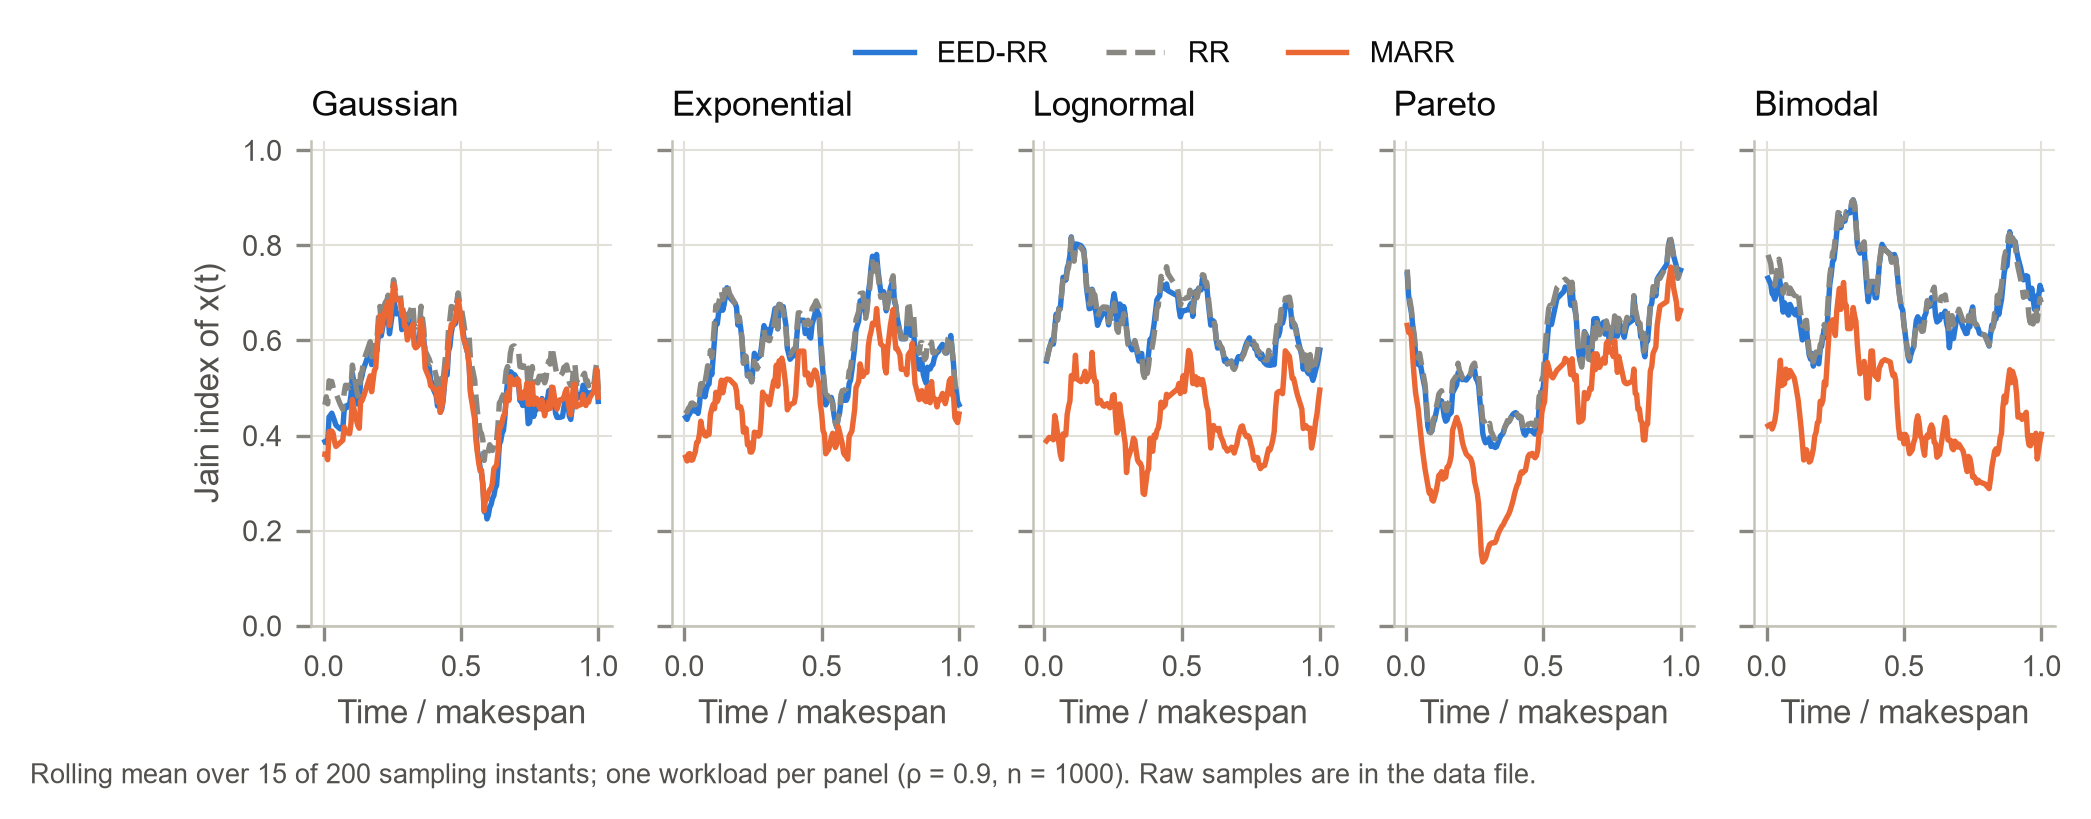 EED-RR RR MARR
Gaussian Exponential Lognormal Pareto Bimodal
Jain index of x(t)
1.0
0.8
0.6
0.4
0.2
0.0
0.0 0.5 1.0 0.0 0.5 1.0 0.0 0.5 1.0 0.0 0.5 1.0 0.0 0.5 1.0
Time / makespan Time / makespan Time / makespan Time / makespan Time / makespan
Rolling mean over 15 of 200 sampling instants; one workload per panel (ρ = 0.9, n = 1000). Raw samples are in the data file.